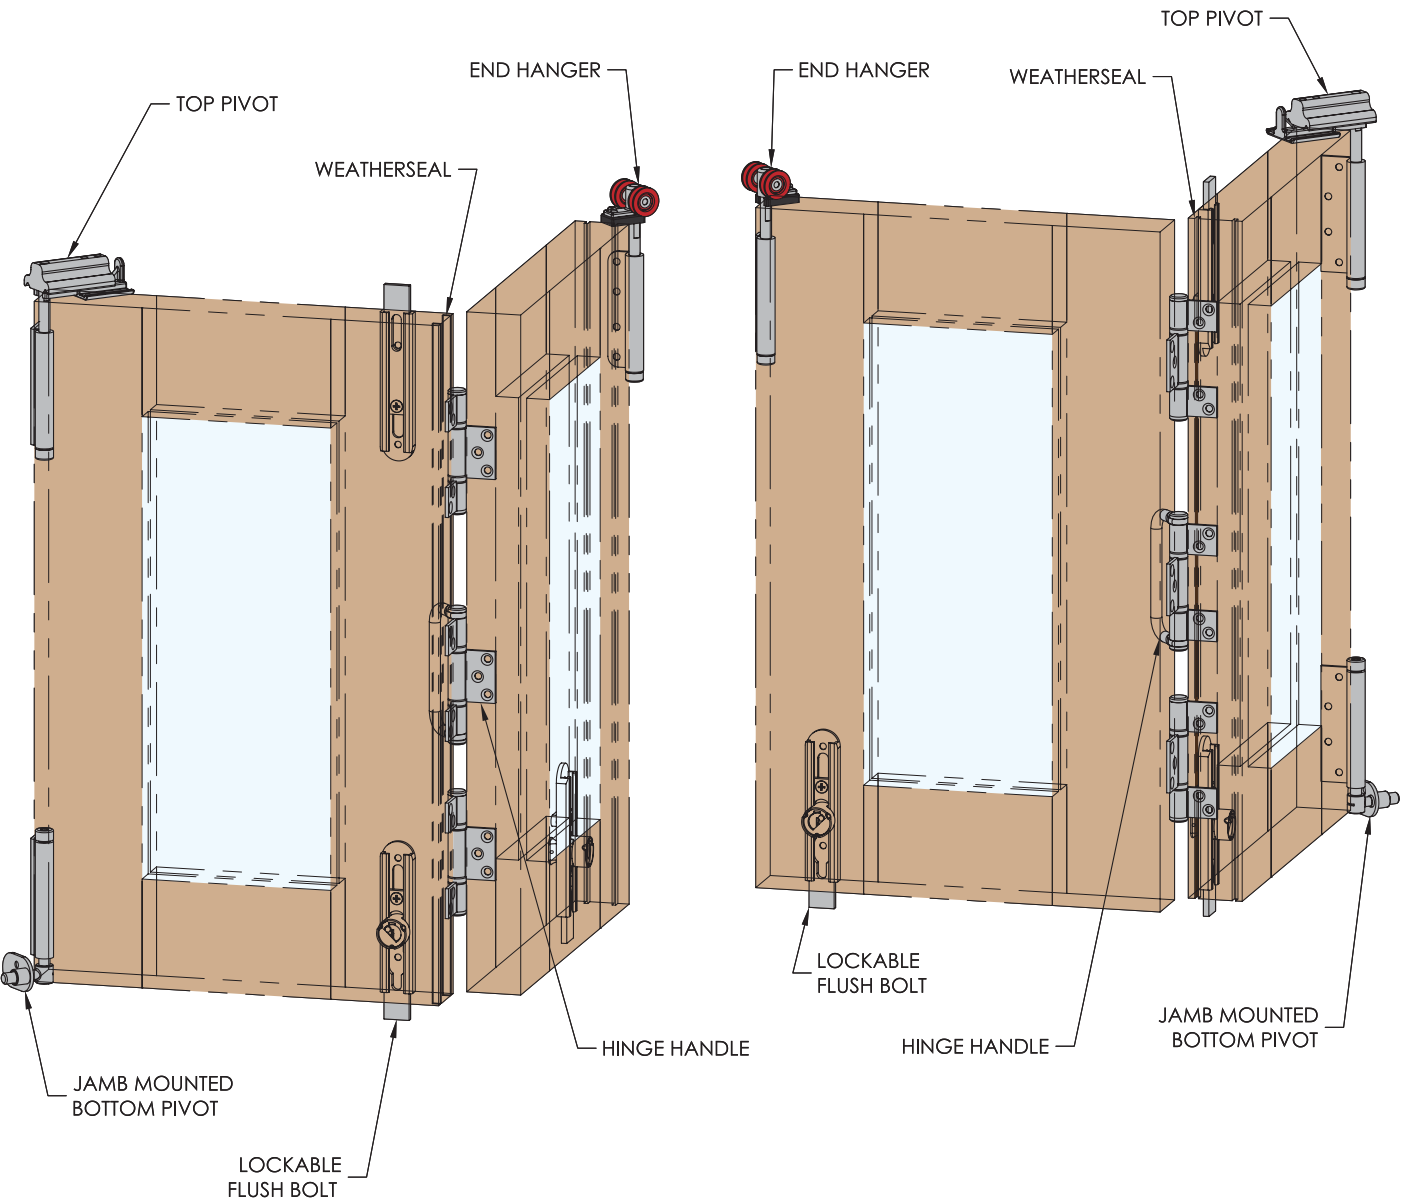 TOP PIVOT
END HANGER
END HANGER
WEATHERSEAL
TOP PIVOT
WEATHERSEAL
LOCKABLE
FLUSH BOLT
HINGE HANDLE
HINGE HANDLE
JAMB MOUNTED
BOTTOM PIVOT
JAMB MOUNTED
BOTTOM PIVOT
LOCKABLE
FLUSH BOLT